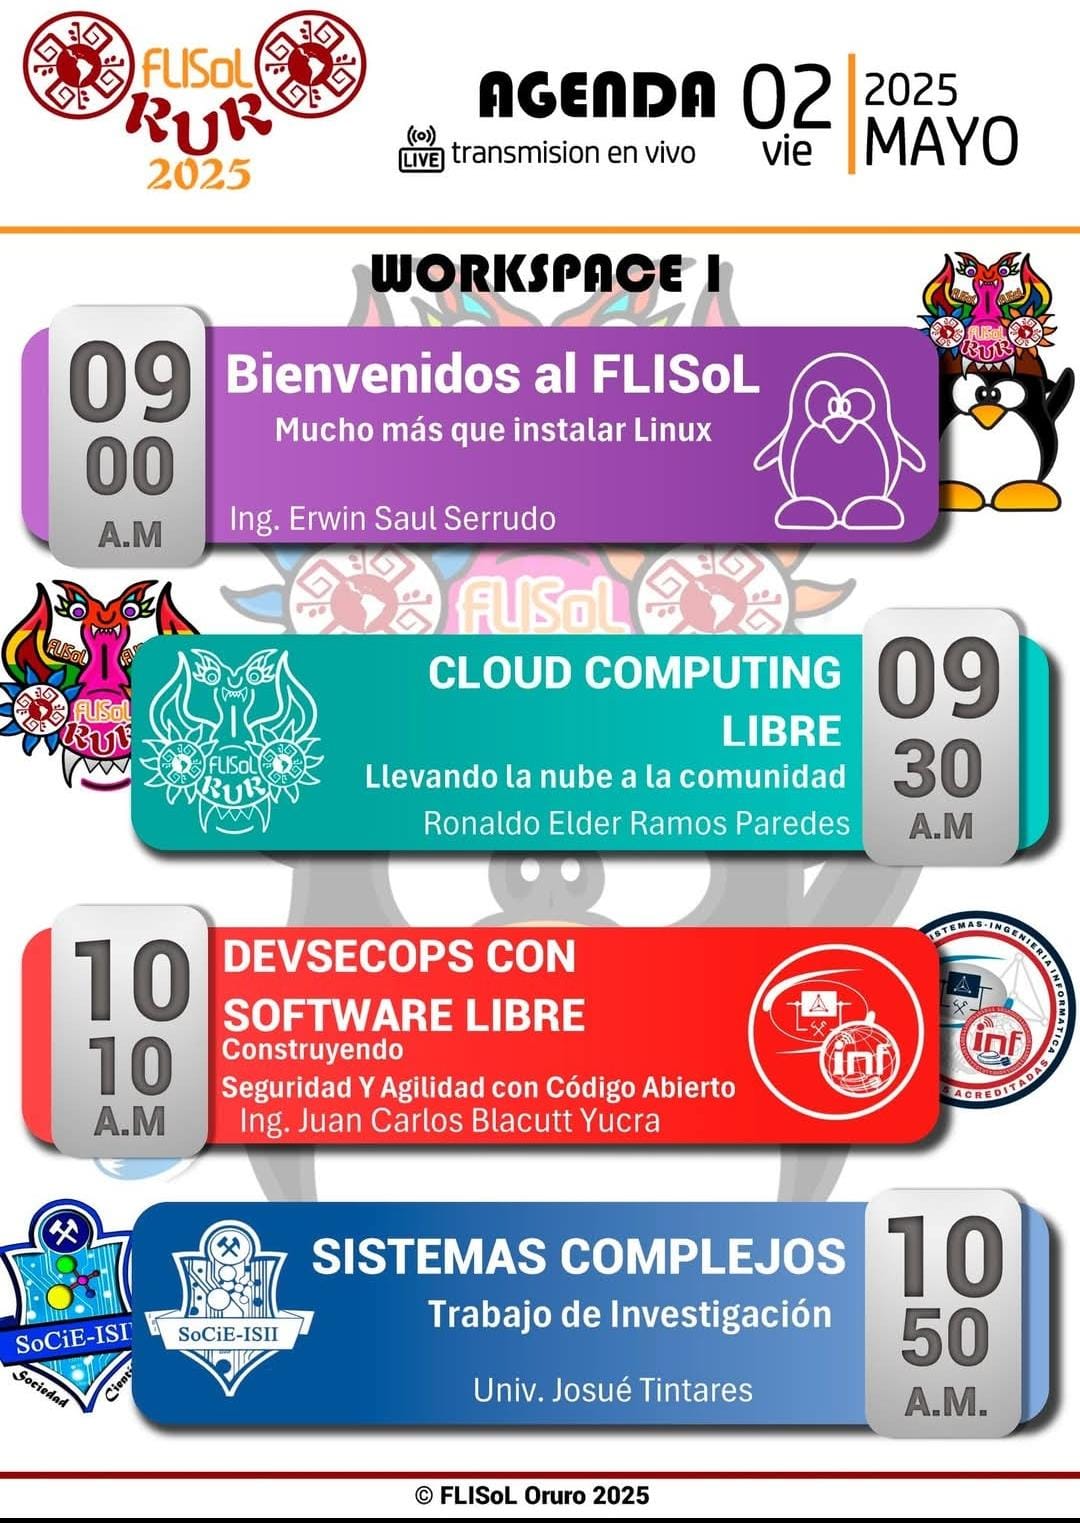 FLISoL
RUR
2025
AGENDA
LIVE transmision en vivo
02
vie
2025
MAYO
WORKSPACE I
09
00
A.M
Bienvenidos al FLISoL
Mucho más que instalar Linux
Ing. Erwin Saul Serrudo
FLISoL
RUR
FLISoL
FLISoL
RUR
FLISoL
RUR
CLOUD COMPUTING
LIBRE
Llevando la nube a la comunidad
Ronaldo Elder Ramos Paredes
09
30
A.M
10
10
A.M
DEVSECOPS CON
SOFTWARE LIBRE
Construyendo
Seguridad Y Agilidad con Código Abierto
Ing. Juan Carlos Blacutt Yucra
inf
ISTEMAS-INGENIERIA INFORMATICA
inf
S ACREDITADAS
SoCiE-ISI
Sociedad
SoCiE-ISII
SISTEMAS COMPLEJOS
Trabajo de Investigación
Univ. Josué Tintares
10
50
A.M.
© FLISoL Oruro 2025